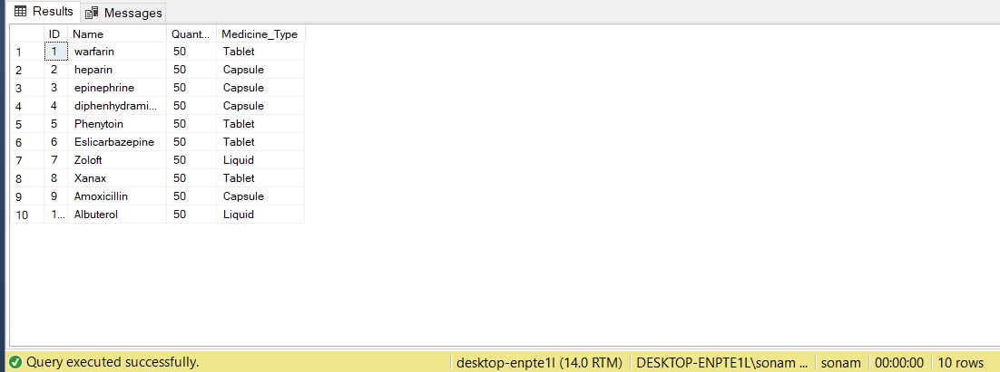 Results Messages
ID Name Quant... Medicine_Type
1 1 warfarin 50 Tablet
2 2 heparin 50 Capsule
3 3 epinephrine 50 Capsule
4 4 diphenhydrami... 50 Capsule
5 5 Phenytoin 50 Tablet
6 6 Eslicarbazepine 50 Tablet
7 7 Zoloft 50 Liquid
8 8 Xanax 50 Tablet
9 9 Amoxicillin 50 Capsule
10 1... Albuterol 50 Liquid
Query executed successfully. desktop-enpte1l (14.0 RTM) DESKTOP-ENPTE1L\sonam ... sonam 00:00:00 10 rows